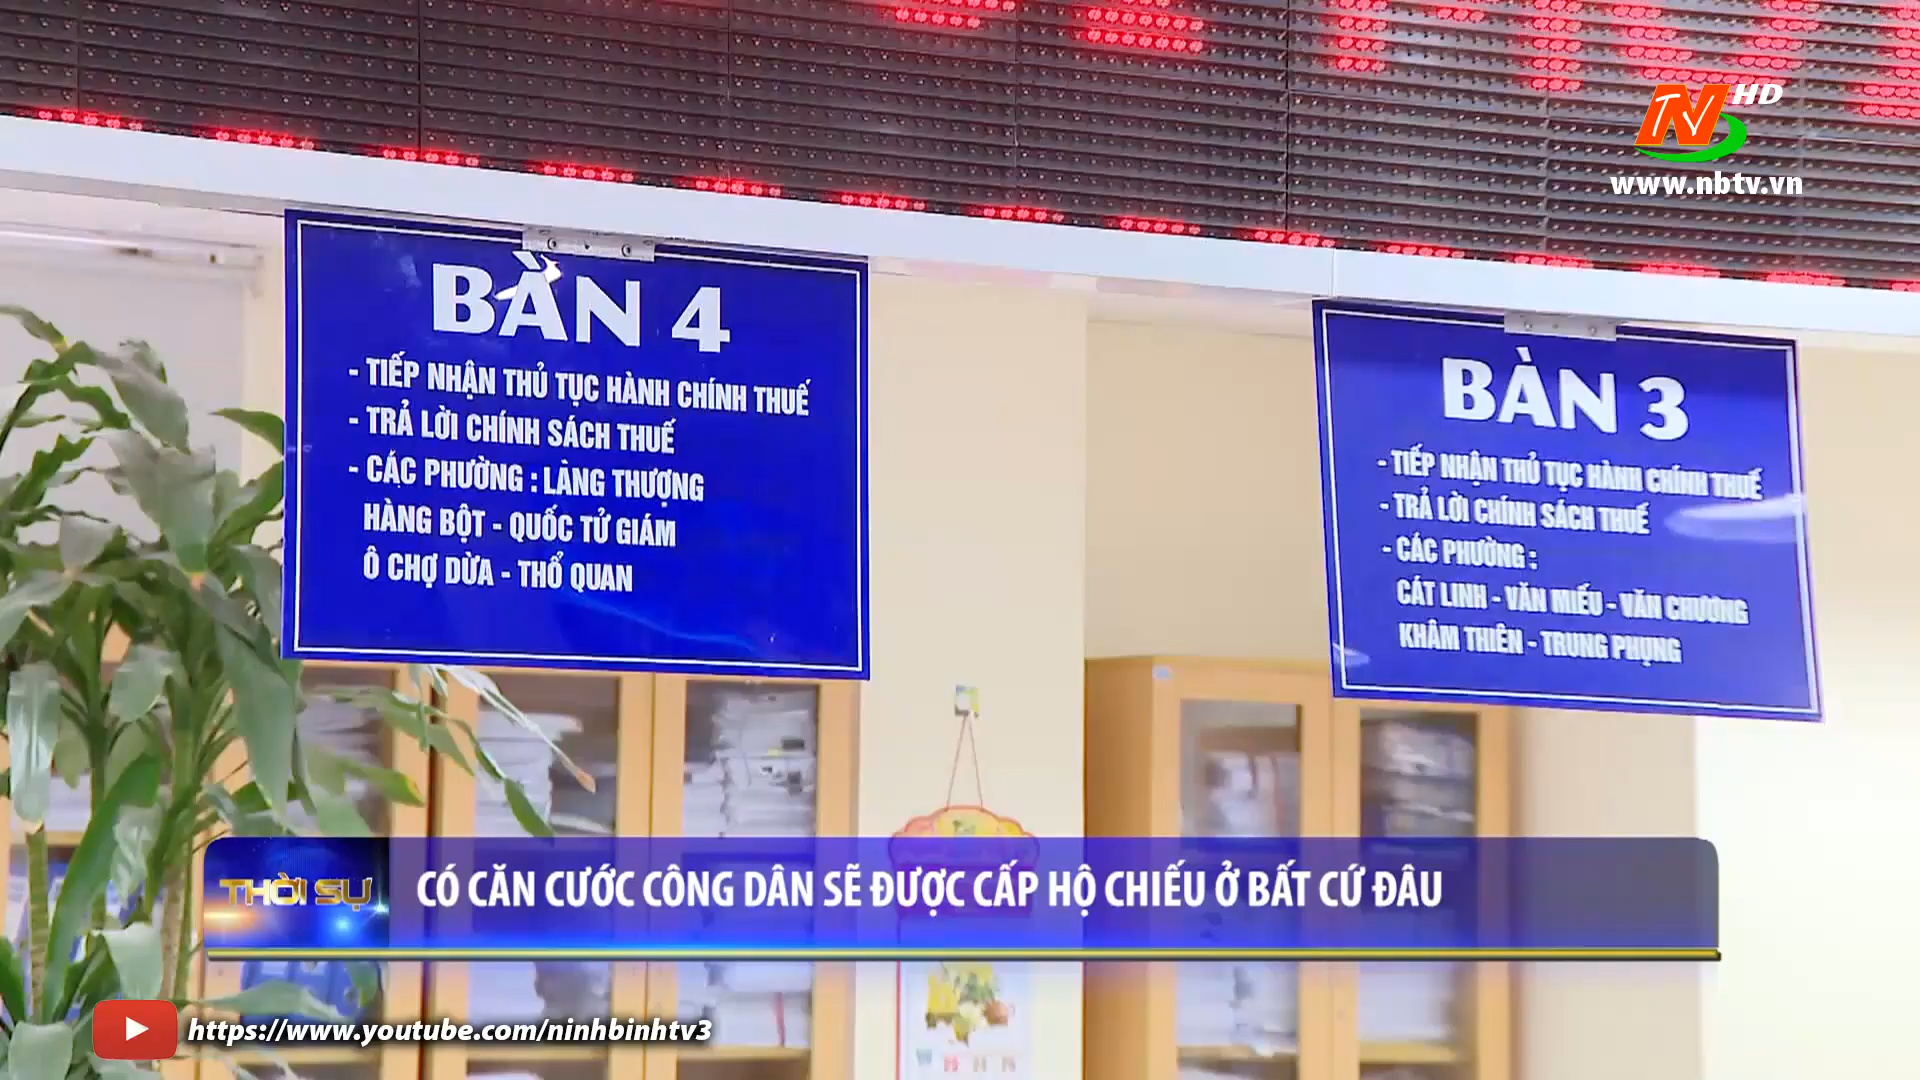 TV N HD
www.nbtv.vn
BÀN 4
- TIẾP NHẬN THỦ TỤC HÀNH CHÍNH THUẾ
- TRẢ LỜI CHÍNH SÁCH THUẾ
- CÁC PHƯỜNG : LÁNG THƯỢNG
HÀNG BỘT - QUỐC TỬ GIÁM
Ô CHỢ DỪA - THỔ QUAN
BÀN 3
- TIẾP NHẬN THỦ TỤC HÀNH CHÍNH THUẾ
- TRẢ LỜI CHÍNH SÁCH THUẾ
- CÁC PHƯỜNG :
CÁT LINH - VĂN MIẾU - VĂN CHƯƠNG
KHÂM THIÊN - TRUNG PHỤNG
THỜI SỰ
CÓ CĂN CƯỚC CÔNG DÂN SẼ ĐƯỢC CẤP HỘ CHIẾU Ở BẤT CỨ ĐÂU
https://www.youtube.com/ninhbinhtv3